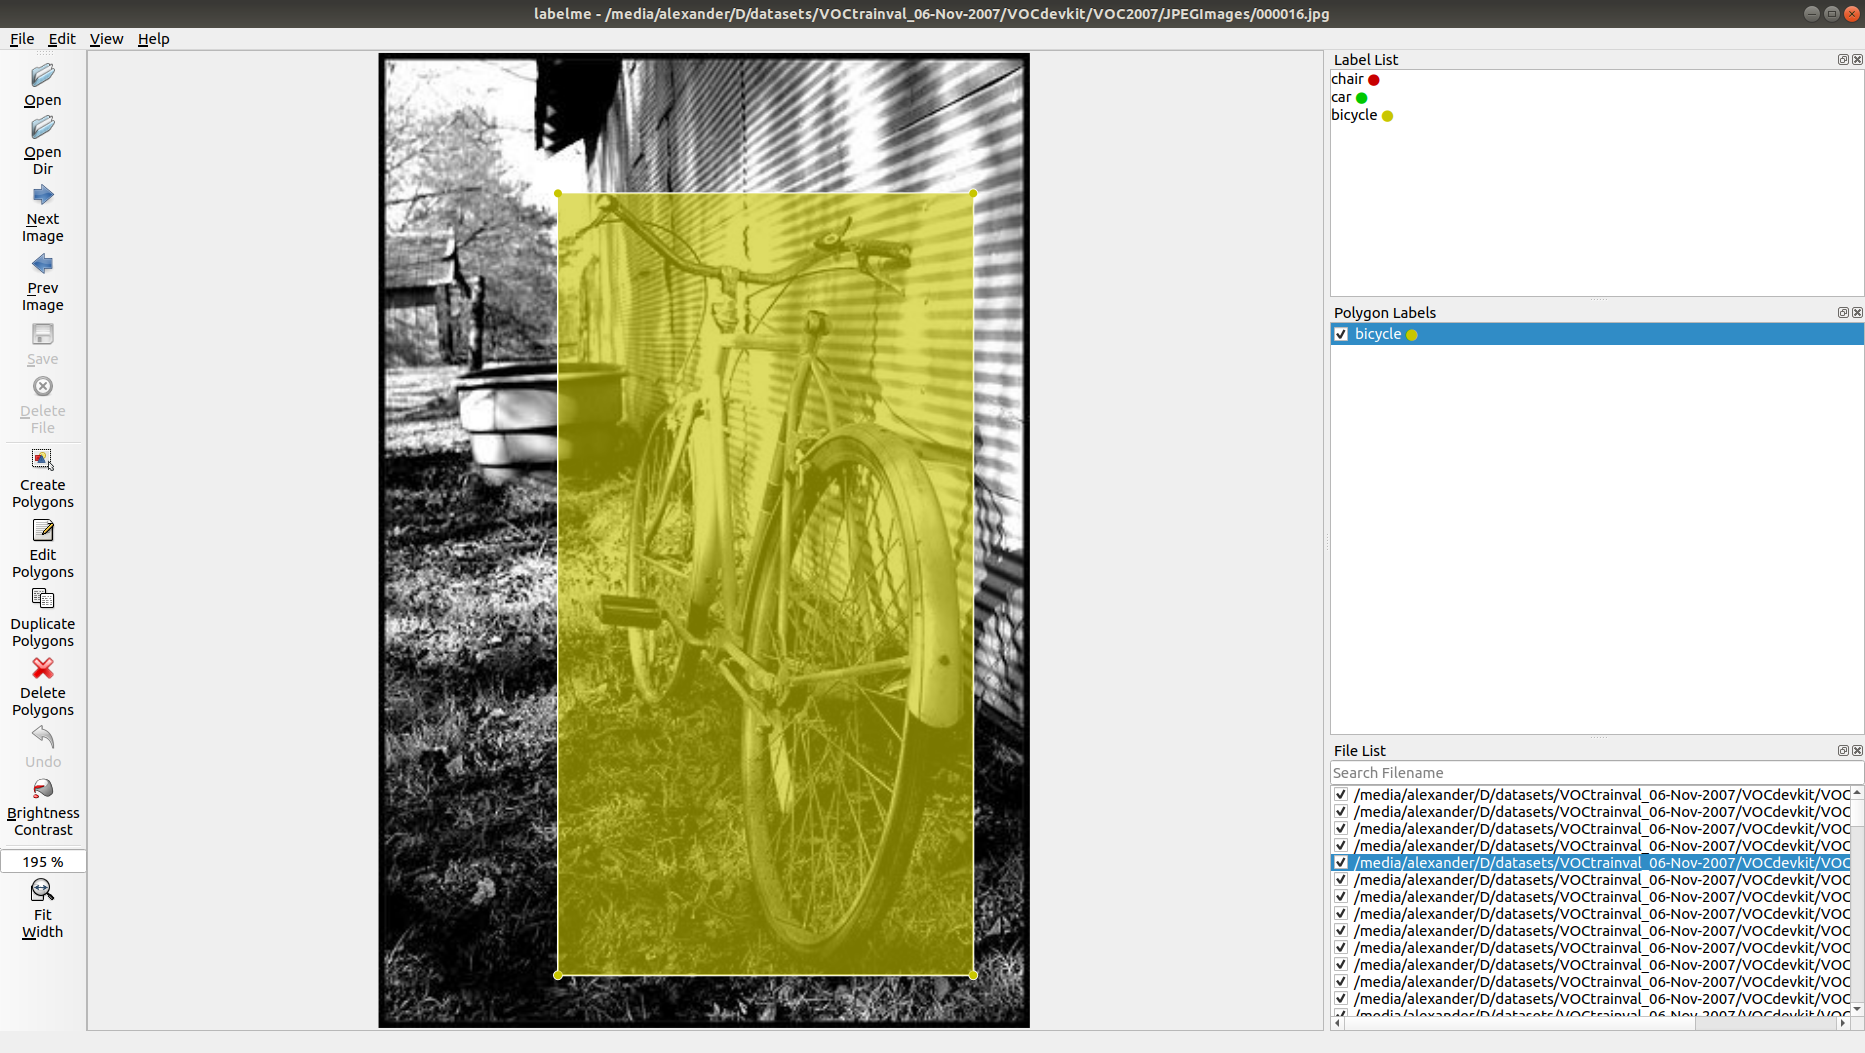 labelme - /media/alexander/D/datasets/VOCtrainval_06-Nov-2007/VOCdevkit/VOC2007/JPEGImages/000016.jpg
File Edit View Help
Open
Open
Dir
Next
Image
Prev
Image
Save
Delete
File
Create
Polygons
Edit
Polygons
Duplicate
Polygons
Delete
Polygons
Undo
Brightness
Contrast
195 %
Fit
Width
Label List
chair
car
bicycle
Polygon Labels
bicycle
File List
Search Filename
/media/alexander/D/datasets/VOCtrainval_06-Nov-2007/VOCdevkit/VOC
/media/alexander/D/datasets/VOCtrainval_06-Nov-2007/VOCdevkit/VOC
/media/alexander/D/datasets/VOCtrainval_06-Nov-2007/VOCdevkit/VOC
/media/alexander/D/datasets/VOCtrainval_06-Nov-2007/VOCdevkit/VOC
/media/alexander/D/datasets/VOCtrainval_06-Nov-2007/VOCdevkit/VOC
/media/alexander/D/datasets/VOCtrainval_06-Nov-2007/VOCdevkit/VOC
/media/alexander/D/datasets/VOCtrainval_06-Nov-2007/VOCdevkit/VOC
/media/alexander/D/datasets/VOCtrainval_06-Nov-2007/VOCdevkit/VOC
/media/alexander/D/datasets/VOCtrainval_06-Nov-2007/VOCdevkit/VOC
/media/alexander/D/datasets/VOCtrainval_06-Nov-2007/VOCdevkit/VOC
/media/alexander/D/datasets/VOCtrainval_06-Nov-2007/VOCdevkit/VOC
/media/alexander/D/datasets/VOCtrainval_06-Nov-2007/VOCdevkit/VOC
/media/alexander/D/datasets/VOCtrainval_06-Nov-2007/VOCdevkit/VOC